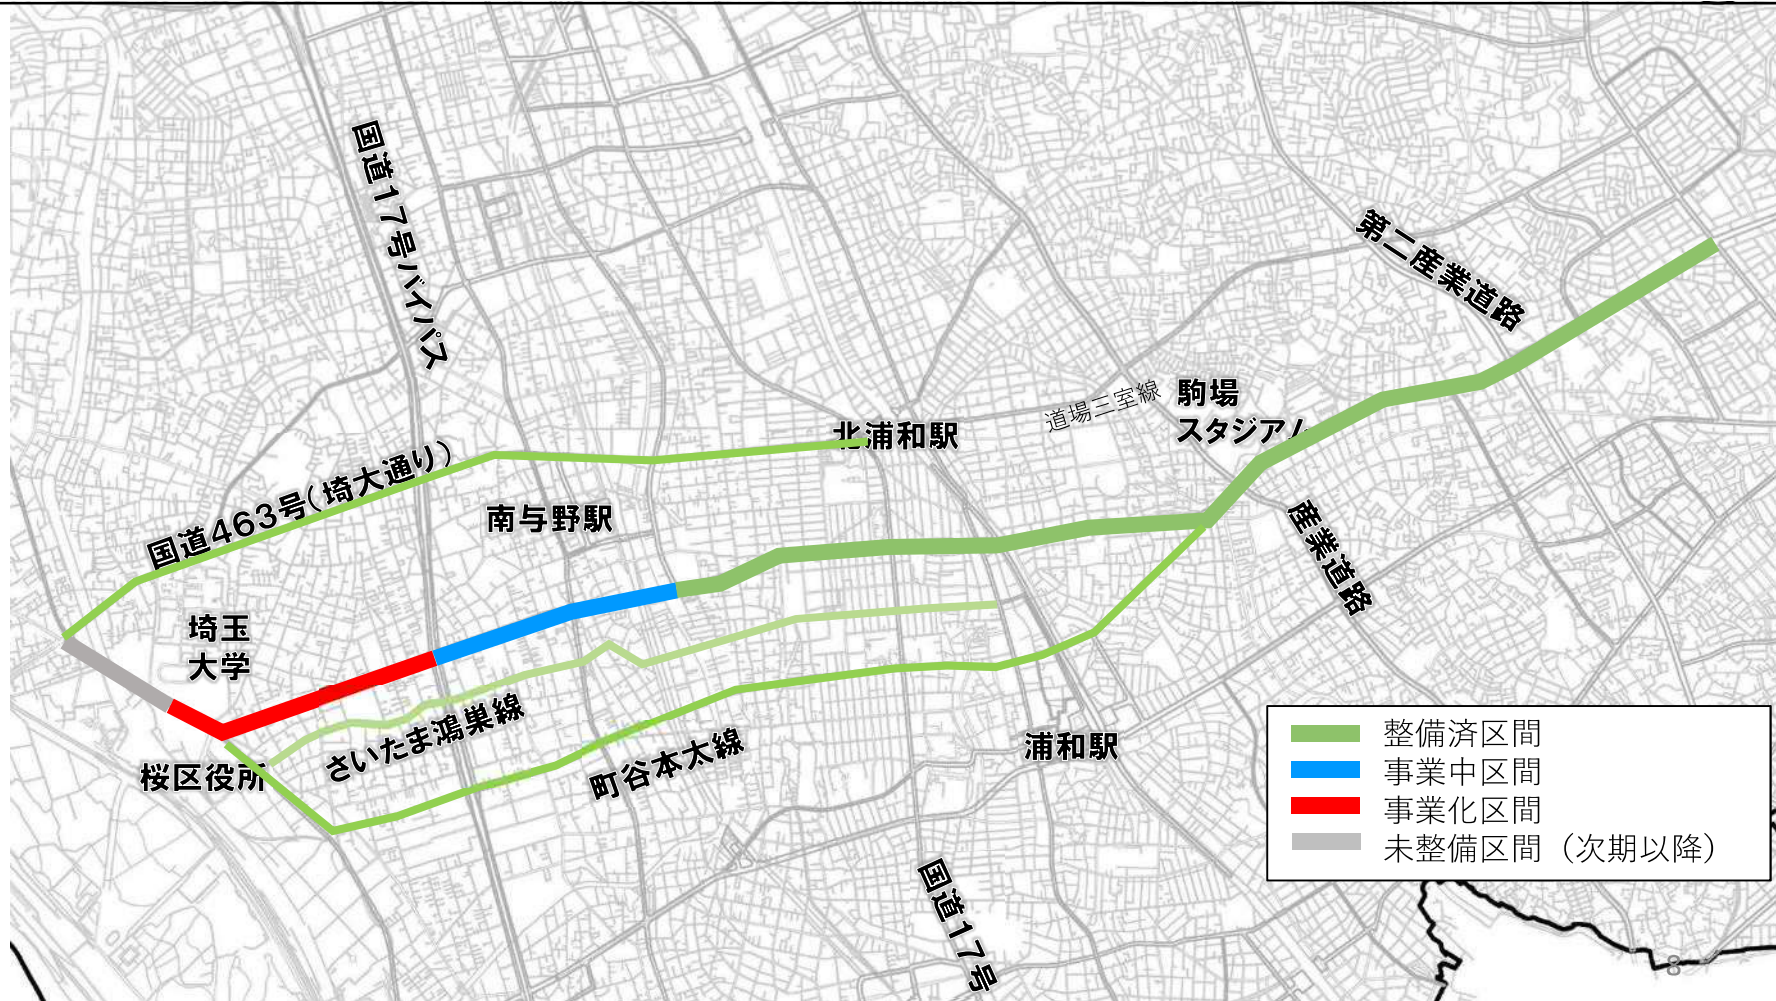 国道17号バイパス
第二産業道路
道場三室線
駒場
スタジアム
北浦和駅
国道463号(埼大通り)
南与野駅
産業道路
埼玉
大学
さいたま鴻巣線
桜区役所
町谷本太線
浦和駅
国道17号
整備済区間
事業中区間
事業化区間
未整備区間（次期以降）
8